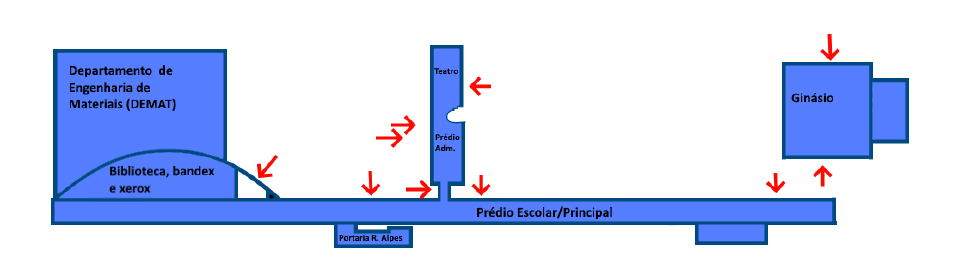 Departamento de
Engenharia de
Materiais (DEMAT)
Biblioteca, bandex
e xerox
Teatro
Prédio
Adm.
Ginásio
Prédio Escolar/Principal
Portaria R. Alpes